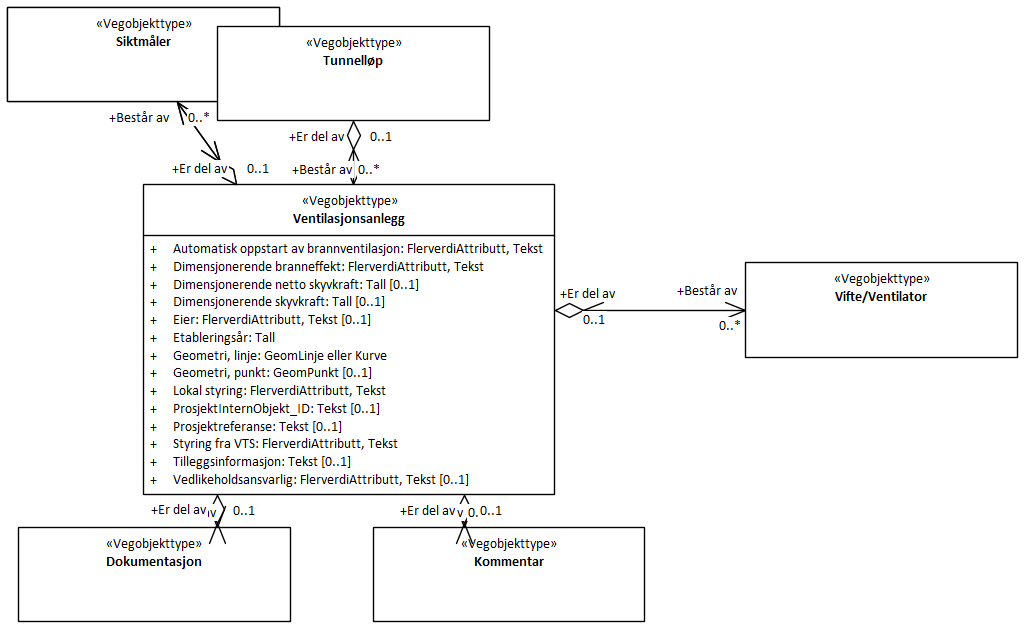 «Vegobjekttype»
Siktmåler
«Vegobjekttype»
Tunnelløp
+Består av
0..*
+Er del av
0..1
+Er del av
0..1
+Består av
0..*
«Vegobjekttype»
Ventilasjonsanlegg
+ Automatisk oppstart av brannventilasjon: FlerverdiAttributt, Tekst
+ Dimensjonerende branneffekt: FlerverdiAttributt, Tekst
+ Dimensjonerende netto skyvkraft: Tall [0..1]
+ Dimensjonerende skyvkraft: Tall [0..1]
+ Eier: FlerverdiAttributt, Tekst [0..1]
+ Etableringsår: Tall
+ Geometri, linje: GeomLinje eller Kurve
+ Geometri, punkt: GeomPunkt [0..1]
+ Lokal styring: FlerverdiAttributt, Tekst
+ ProsjektInternObjekt_ID: Tekst [0..1]
+ Prosjektreferanse: Tekst [0..1]
+ Styring fra VTS: FlerverdiAttributt, Tekst
+ Tilleggsinformasjon: Tekst [0..1]
+ Vedlikeholdsansvarlig: FlerverdiAttributt, Tekst [0..1]
+Er del av
0..1
+Består av
0..*
«Vegobjekttype»
Vifte/Ventilator
+Er del av
0..1
+Er del av
0..1
«Vegobjekttype»
Dokumentasjon
«Vegobjekttype»
Kommentar